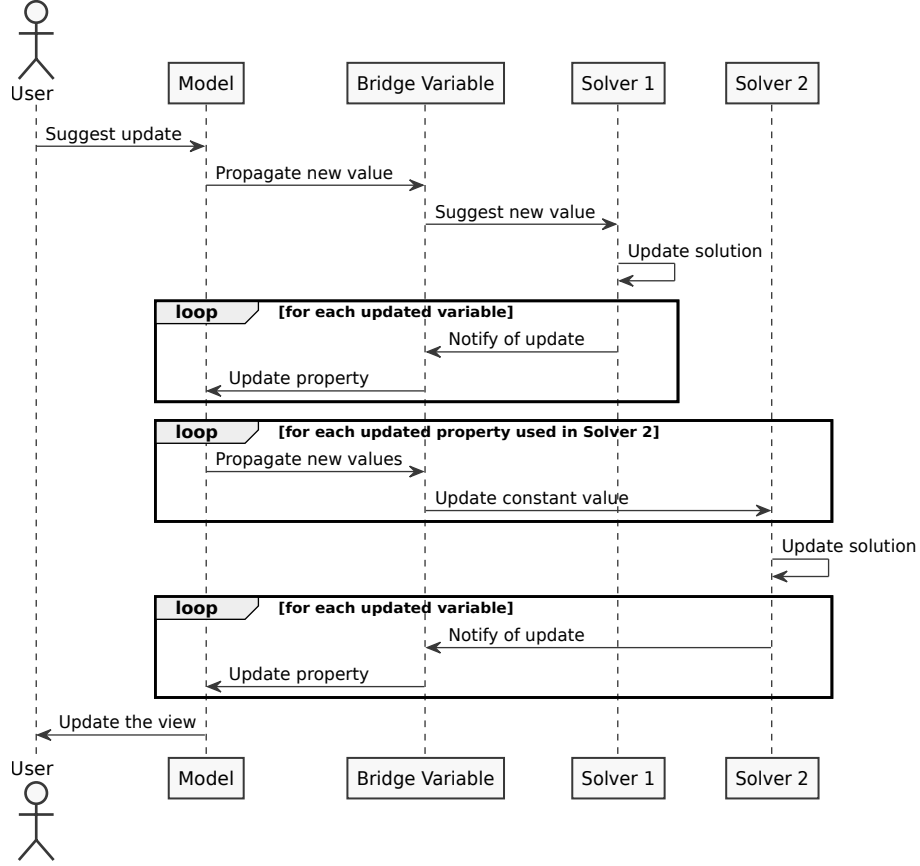 User
Model
Bridge Variable
Solver 1
Solver 2
Suggest update
Propagate new value
Suggest new value
Update solution
loop [for each updated variable]
Notify of update
Update property
loop [for each updated property used in Solver 2]
Propagate new values
Update constant value
Update solution
loop [for each updated variable]
Notify of update
Update property
Update the view
User
Model
Bridge Variable
Solver 1
Solver 2